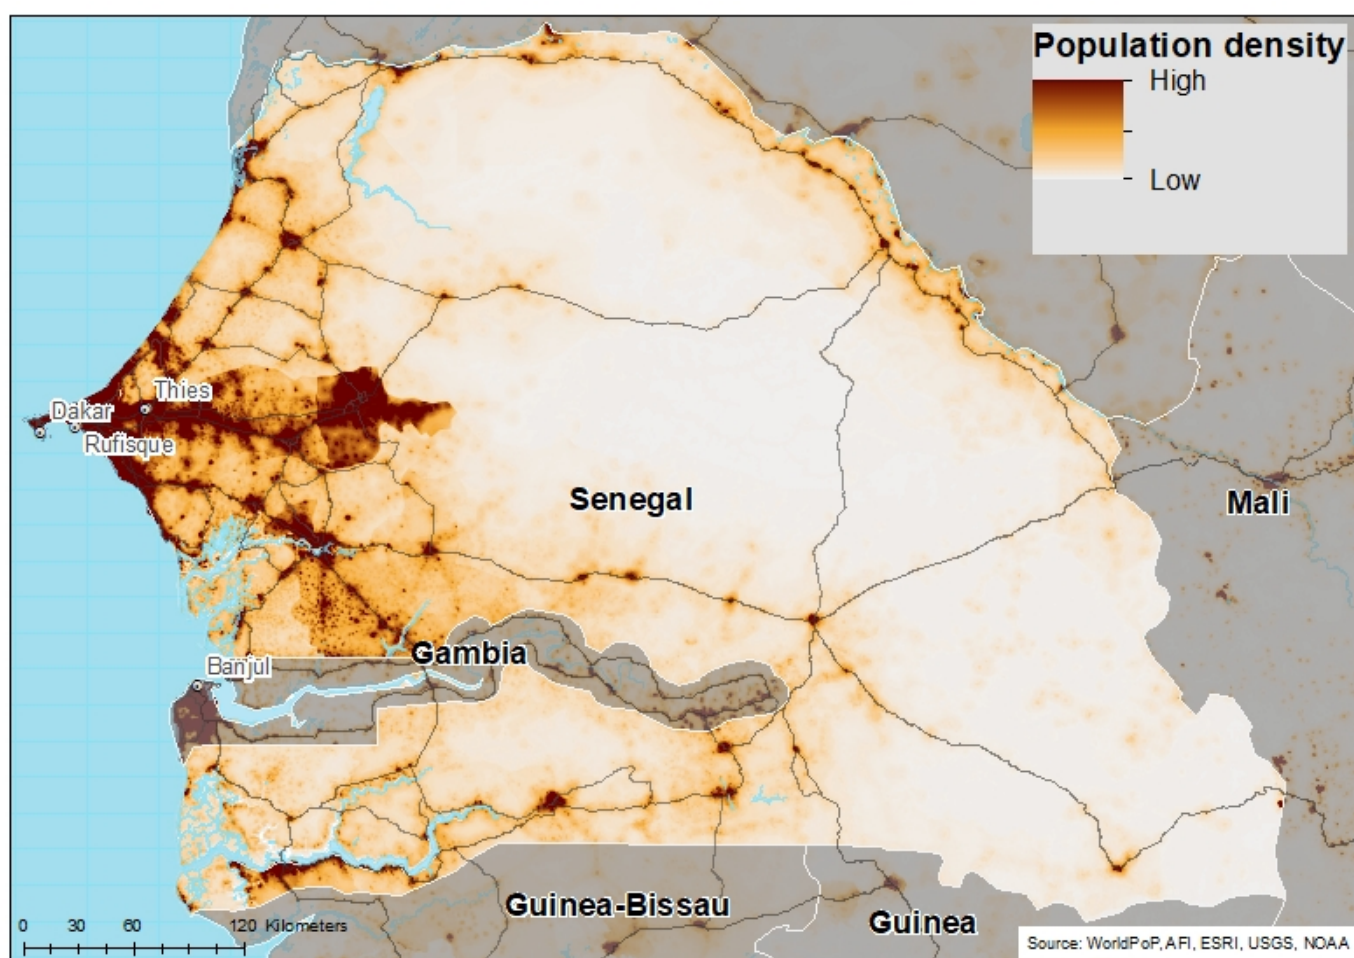 Population density
High
Low
Thies
Dakar
Rufisque
Senegal
Mali
Gambia
Banjul
Guinea-Bissau
Guinea
0 30 60 120 Kilometers
Source: WorldPoP, AFI, ESRI, USGS, NOAA